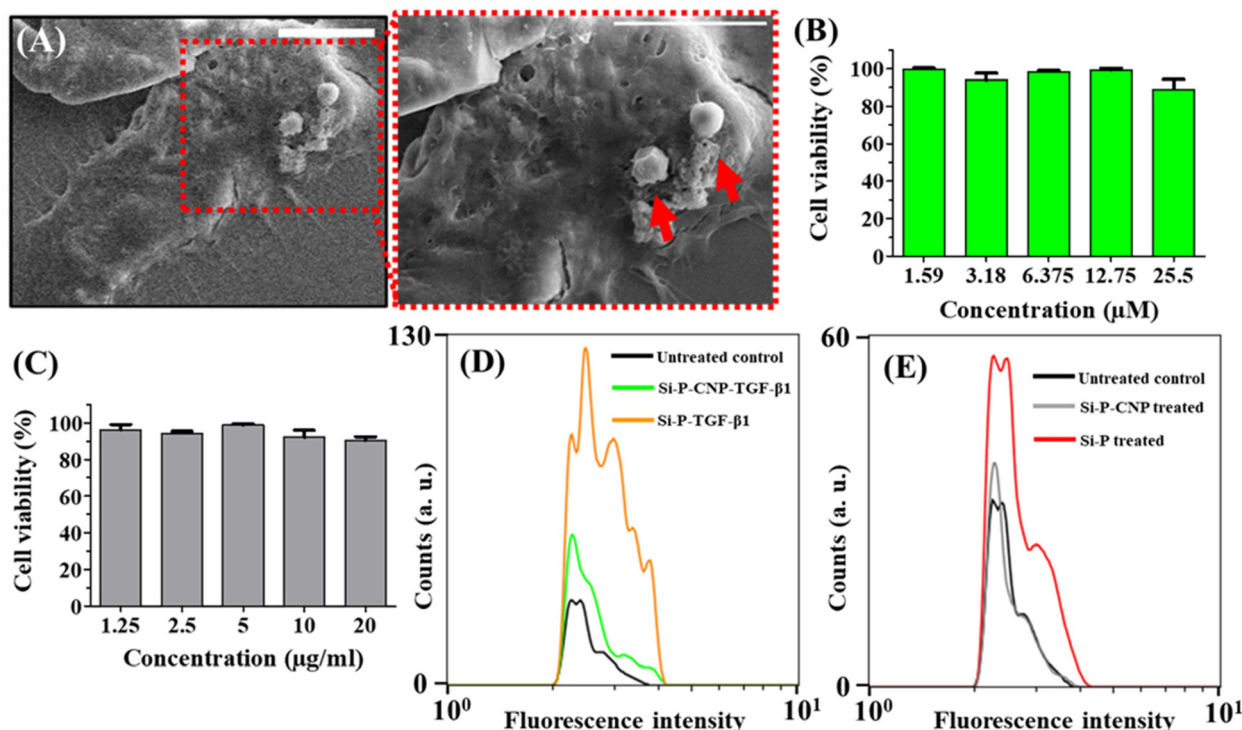 (A)
(B)
Cell viability (%)
100
80
60
40
20
0
1.59 3.18 6.375 12.75 25.5
Concentration (µM)
(C)
Cell viability (%)
100
80
60
40
20
0
1.25 2.5 5 10 20
Concentration (µg/ml)
(D)
130
Counts (a. u.)
0
Untreated control
Si-P-CNP-TGF-β1
Si-P-TGF-β1
10⁰ 10¹
Fluorescence intensity
(E)
60
Counts (a. u.)
0
Untreated control
Si-P-CNP treated
Si-P treated
10⁰ 10¹
Fluorescence intensity